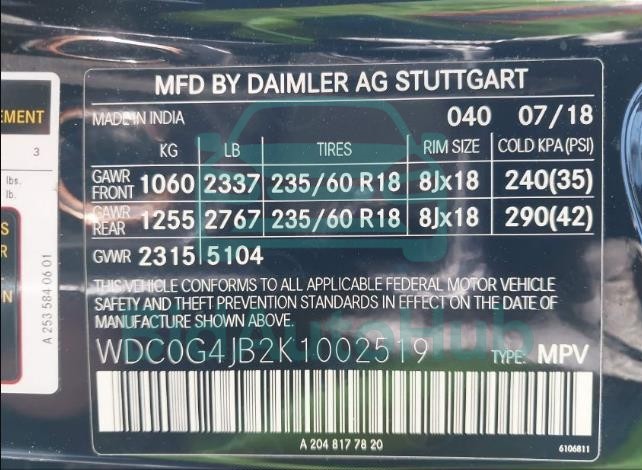 MFD BY DAIMLER AG STUTTGART
MADE IN INDIA 040 07/18
KG LB TIRES RIM SIZE COLD KPA (PSI)
GAWR FRONT 1060 2337 235/60 R18 8Jx18 240(35)
GAWR REAR 1255 2767 235/60 R18 8Jx18 290(42)
GWR 2315 5104
THIS VEHICLE CONFORMS TO ALL APPLICABLE FEDERAL MOTOR VEHICLE
SAFETY AND THEFT PREVENTION STANDARDS IN EFFECT ON THE DATE OF
MANUFACTURE SHOWN ABOVE.
WDC0G4JB2K1002519 TYPE: MPV
A 204 817 78 20
6106811
EMENT
3
lbs.
lb.
A 253 584 06 01